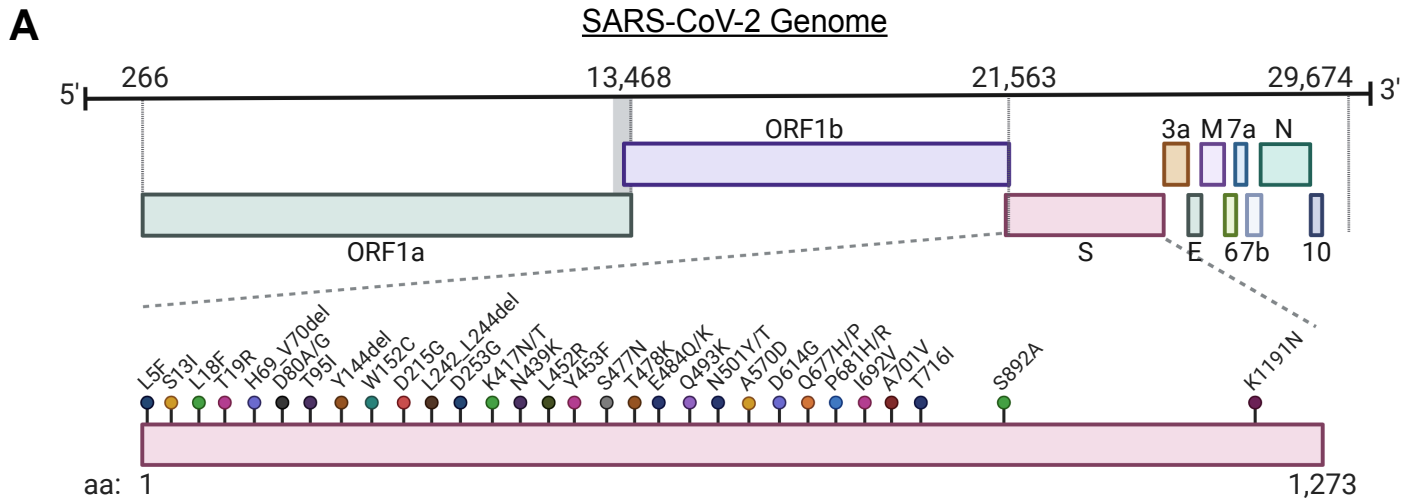 A
SARS-CoV-2 Genome
5' 266 13,468 21,563 29,674 3'
ORF1b 3a M 7a N
ORF1a S E 6 7b 10
L5F
S13I
L18F
T19R
H69_V70del
D80A/G
T95I
Y144del
W152C
D215G
L242_L244del
D253G
K417N/T
N439K
L452R
Y453F
S477N
T478K
E484Q/K
Q493K
N501Y/T
A570D
D614G
Q677H/P
P681H/R
I692V
A701V
T716I
S892A
K1191N
aa: 1 1,273